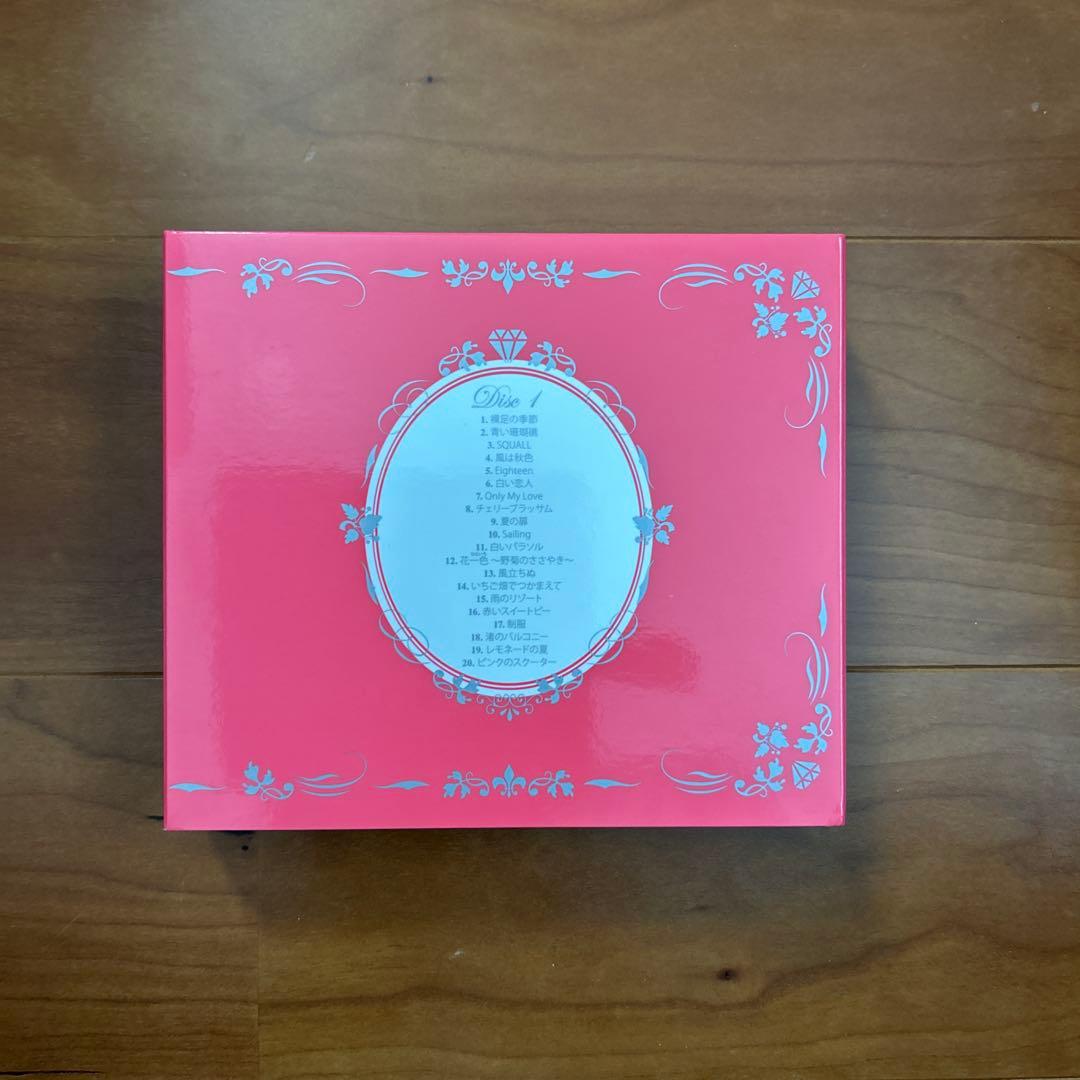 Disc 1
1. 裸足の季節
2. 青い珊瑚礁
3. SQUALL
4. 風は秋色
5. Eighteen
6. 白い恋人
7. Only My Love
8. チェリーブラッサム
9. 夏の扉
10. Sailing
11. 白いパラソル
12. 花一色 〜野菊のささやき〜
13. 風立ちぬ
14. いちご畑でつかまえて
15. 雨のリゾート
16. 赤いスイートピー
17. 制服
18. 渚のバルコニー
19. レモネードの夏
20. ピンクのスクーター